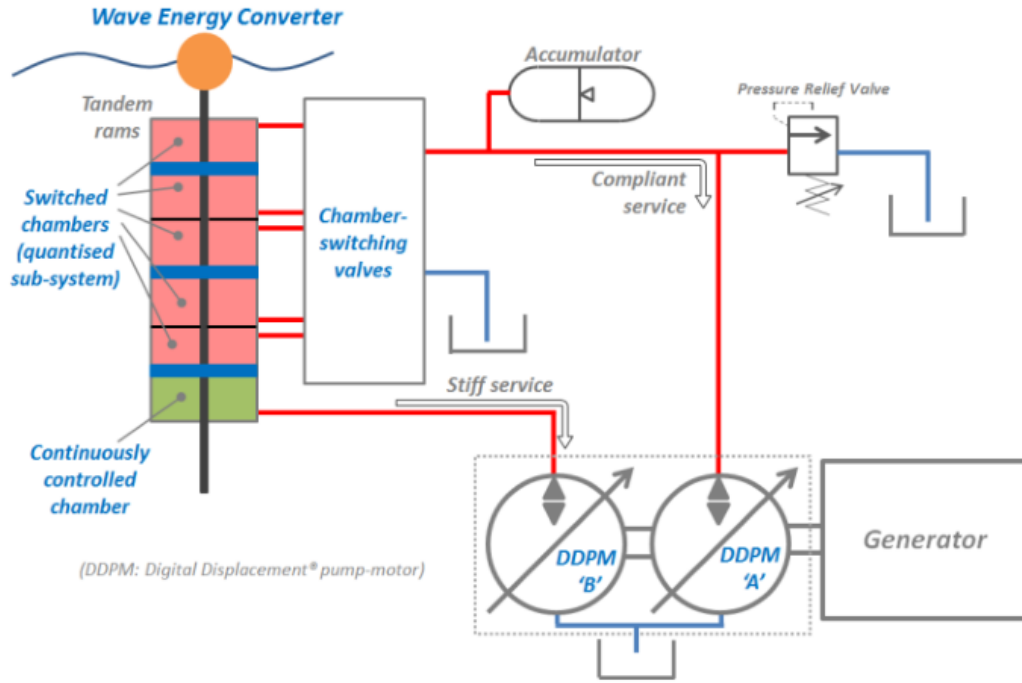 Wave Energy Converter
Accumulator
Pressure Relief Valve
Tandem
rams
Switched
chambers
(quantised
sub-system)
Chamber-
switching
valves
Compliant
service
Stiff service
Continuously
controlled
chamber
(DDPM: Digital Displacement® pump-motor)
DDPM
'B'
DDPM
'A'
Generator